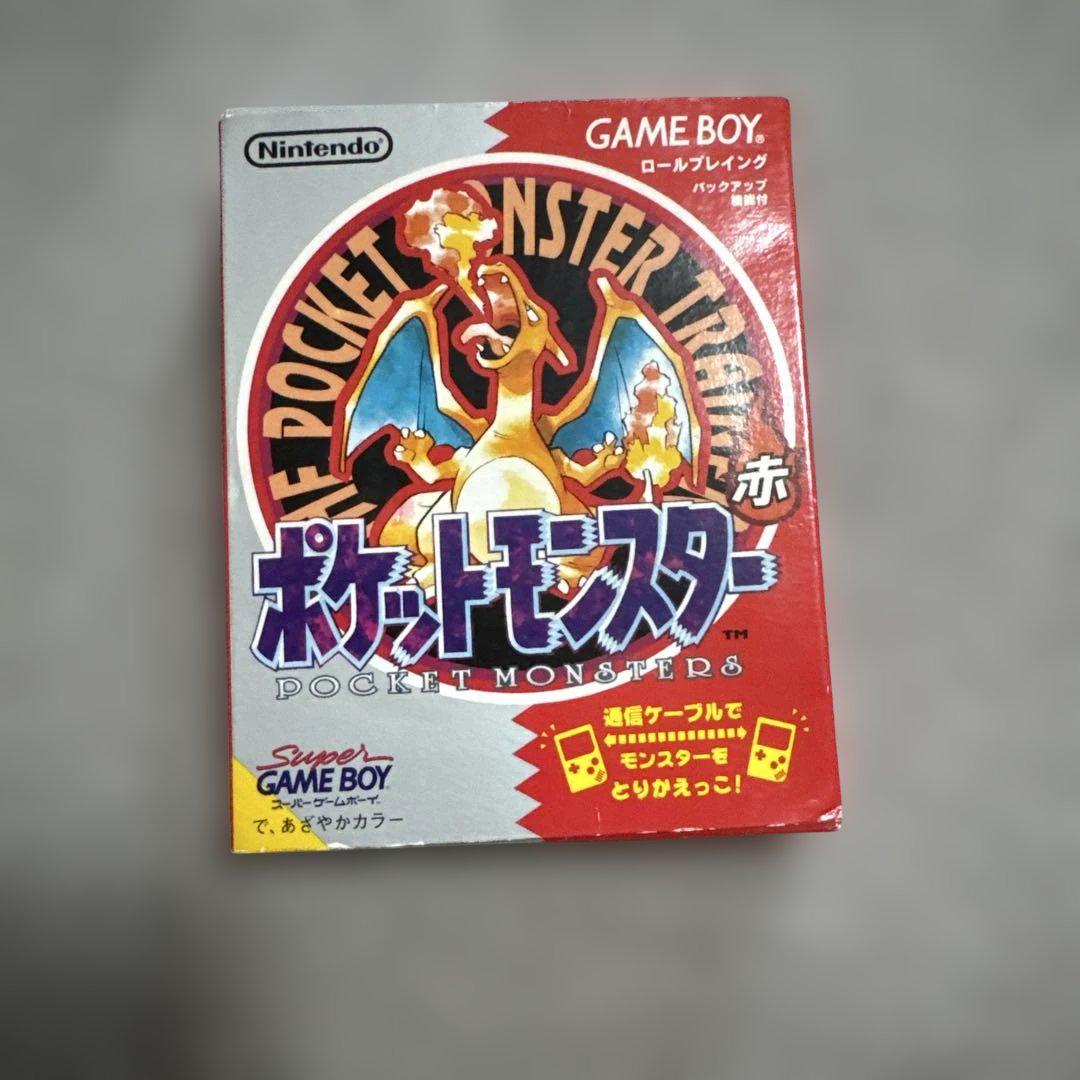 Nintendo®
GAME BOY®
ロールプレイング
バックアップ
機能付
POCKET MONSTER
赤
ポケットモンスター
TM
POCKET MONSTERS
通信ケーブルで
モンスターを
とりかえっこ!
Super
GAME BOY
スーパーゲームボーイ
で、あざやかカラー